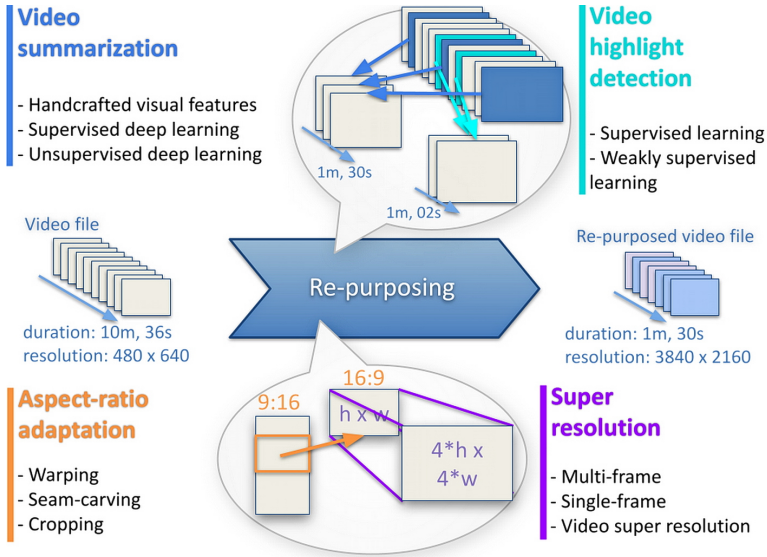 Video
summarization
- Handcrafted visual features
- Supervised deep learning
- Unsupervised deep learning
1m, 30s
1m, 02s
Video
highlight
detection
- Supervised learning
- Weakly supervised
learning
Video file
duration: 10m, 36s
resolution: 480 x 640
Re-purposing
Re-purposed video file
duration: 1m, 30s
resolution: 3840 x 2160
Aspect-ratio
adaptation
- Warping
- Seam-carving
- Cropping
9:16
16:9
h x w
4*h x
4*w
Super
resolution
- Multi-frame
- Single-frame
- Video super resolution